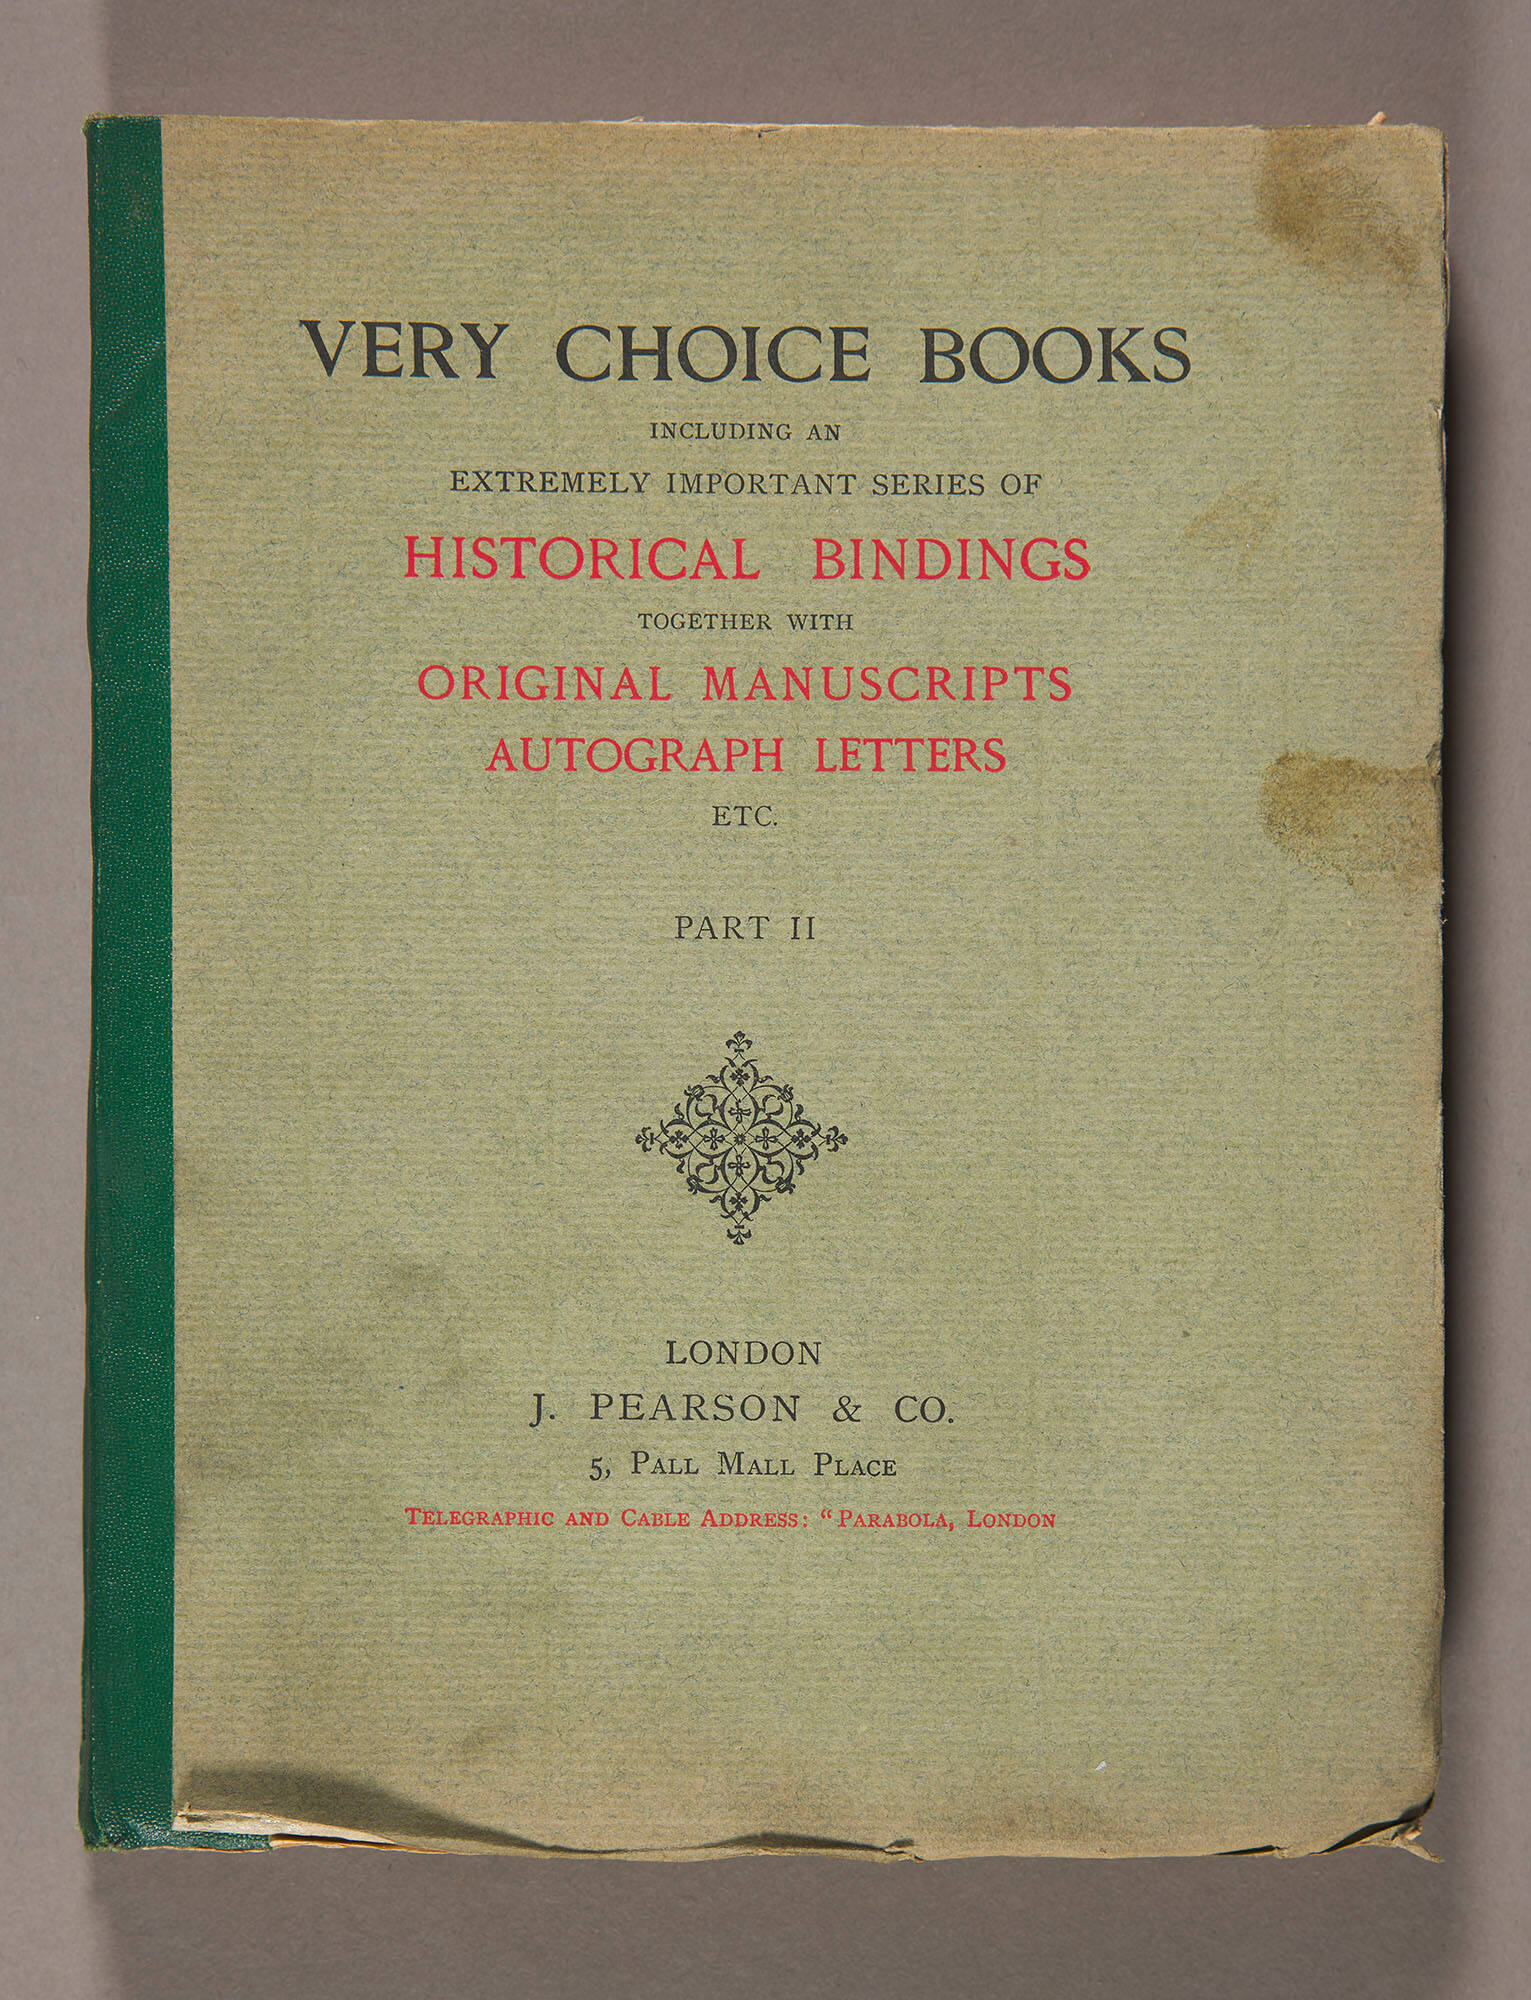 VERY CHOICE BOOKS
INCLUDING AN
EXTREMELY IMPORTANT SERIES OF
HISTORICAL BINDINGS
TOGETHER WITH
ORIGINAL MANUSCRIPTS
AUTOGRAPH LETTERS
ETC.
PART II
LONDON
J. PEARSON & CO.
5, PALL MALL PLACE
TELEGRAPHIC AND CABLE ADDRESS: “PARABOLA, LONDON